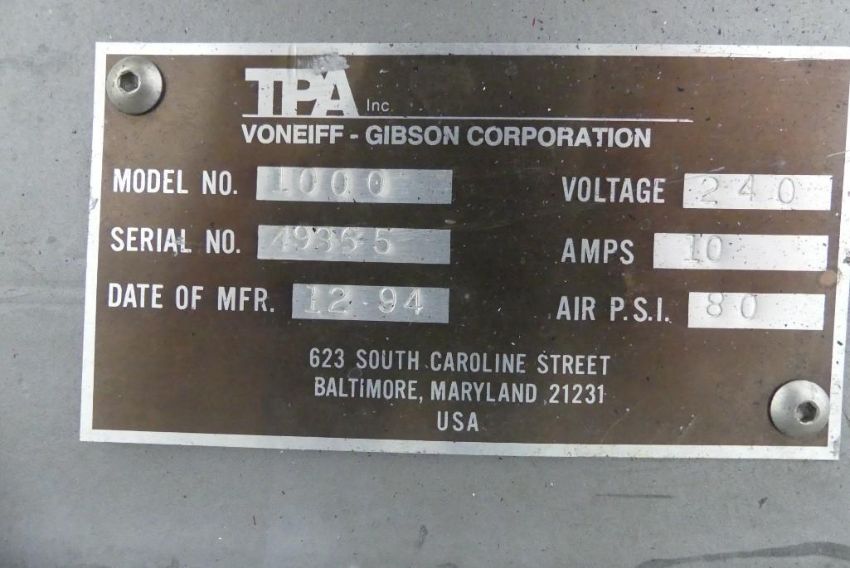 TPA Inc.
VONEIFF - GIBSON CORPORATION
MODEL NO. 1000
SERIAL NO. 49365
DATE OF MFR. 12 94
VOLTAGE 240
AMPS 10
AIR P.S.I. 80
623 SOUTH CAROLINE STREET
BALTIMORE, MARYLAND 21231
USA